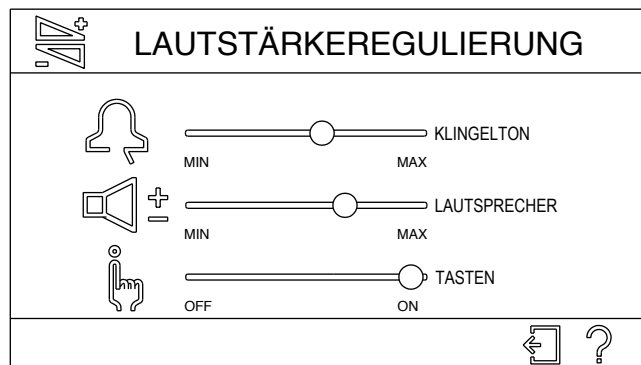 LAUTSTÄRKEREGULIERUNG
KLINGELTON
MIN MAX
LAUTSPRECHER
MIN MAX
TASTEN
OFF ON
?